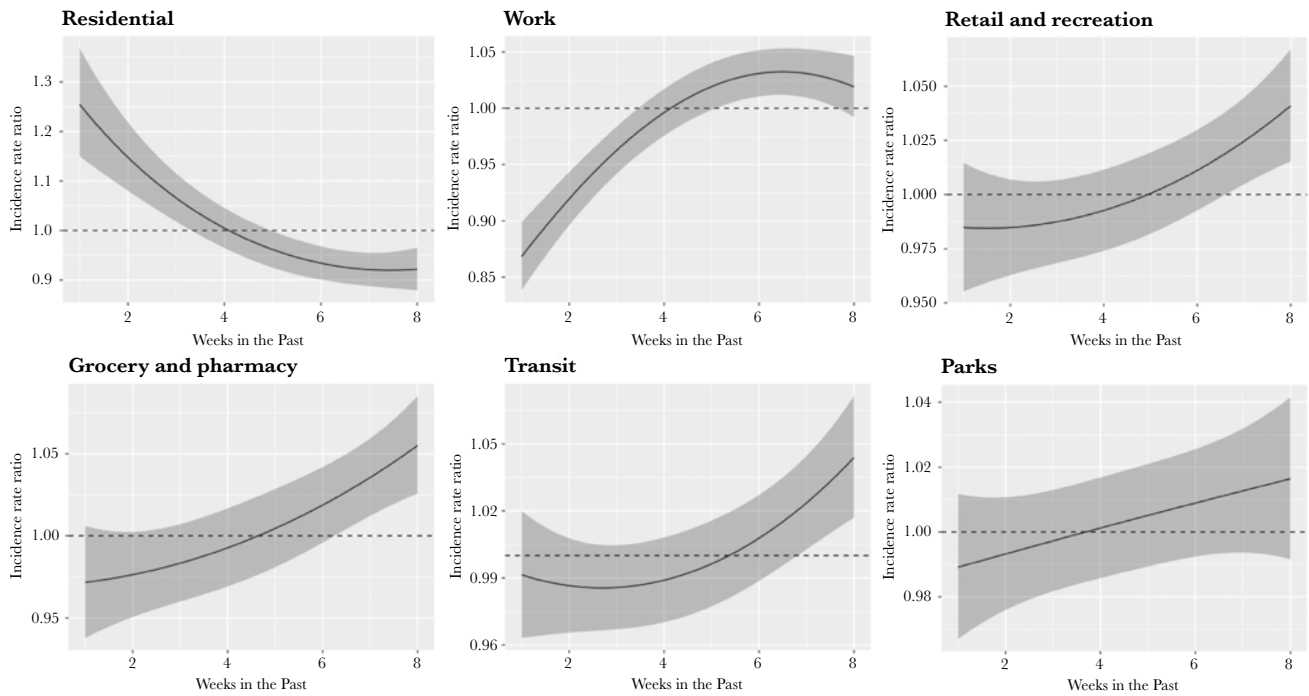 Residential
Incidence rate ratio
1.3
1.2
1.1
1.0
0.9
2 4 6 8
Weeks in the Past
Work
Incidence rate ratio
1.05
1.00
0.95
0.90
0.85
2 4 6 8
Weeks in the Past
Retail and recreation
Incidence rate ratio
1.050
1.025
1.000
0.975
0.950
2 4 6 8
Weeks in the Past
Grocery and pharmacy
Incidence rate ratio
1.05
1.00
0.95
2 4 6 8
Weeks in the Past
Transit
Incidence rate ratio
1.05
1.02
0.99
0.96
2 4 6 8
Weeks in the Past
Parks
Incidence rate ratio
1.04
1.02
1.00
0.98
2 4 6 8
Weeks in the Past